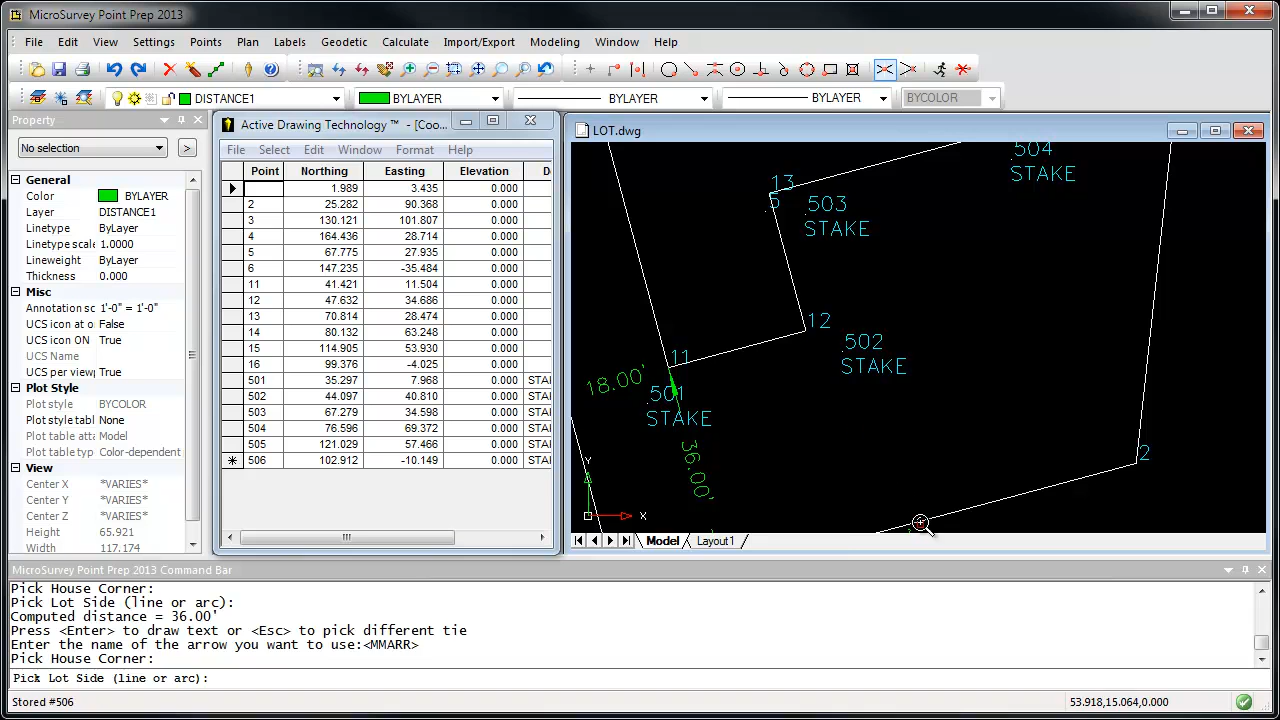 MicroSurvey Point Prep 2013
File Edit View Settings Points Plan Labels Geodetic Calculate Import/Export Modeling Window Help
DISTANCE1 BYLAYER BYLAYER BYLAYER BYCOLOR
Property
No selection >
General
Color BYLAYER
Layer DISTANCE1
Linetype ByLayer
Linetype scale 1.0000
Lineweight ByLayer
Thickness 0.000
Misc
Annotation sc 1'-0" = 1'-0"
UCS icon at o False
UCS icon ON True
UCS Name
UCS per view True
Plot Style
Plot style BYCOLOR
Plot style tabl None
Plot table atta Model
Plot table typ Color-dependent
View
Center X *VARIES*
Center Y *VARIES*
Center Z *VARIES*
Height 65.921
Width 117.174
Active Drawing Technology ™ - [Coo...
File Select Edit Window Format Help
Point Northing Easting Elevation D
1.989 3.435 0.000
2 25.282 90.368 0.000
3 130.121 101.807 0.000
4 164.436 28.714 0.000
5 67.775 27.935 0.000
6 147.235 -35.484 0.000
11 41.421 11.504 0.000
12 47.632 34.686 0.000
13 70.814 28.474 0.000
14 80.132 63.248 0.000
15 114.905 53.930 0.000
16 99.376 -4.025 0.000
501 35.297 7.968 0.000 STA
502 44.097 40.810 0.000 STA
503 67.279 34.598 0.000 STA
504 76.596 69.372 0.000 STA
505 121.029 57.466 0.000 STA
506 102.912 -10.149 0.000 STA
LOT.dwg
.504
STAKE
13
.5
.503
STAKE
12
.502
STAKE
11
18.00'
.501
STAKE
36.00'
2
Y
X
Model Layout1
MicroSurvey Point Prep 2013 Command Bar
Pick House Corner:
Pick Lot Side (line or arc):
Computed distance = 36.00'
Press <Enter> to draw text or <Esc> to pick different tie
Enter the name of the arrow you want to use:<MMARR>
Pick House Corner:
Pick Lot Side (line or arc):
Stored #506
53.918,15.064,0.000